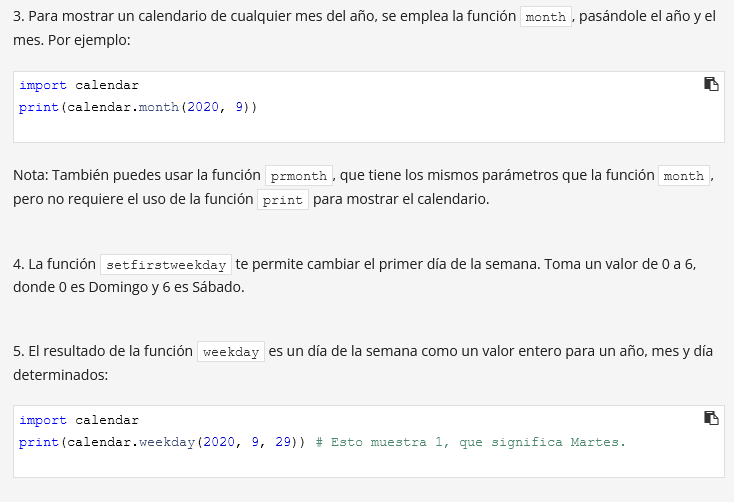 3. Para mostrar un calendario de cualquier mes del año, se emplea la función month, pasándole el año y el
mes. Por ejemplo:
import calendar
print(calendar.month(2020, 9))
Nota: También puedes usar la función prmonth, que tiene los mismos parámetros que la función month,
pero no requiere el uso de la función print para mostrar el calendario.
4. La función setfirstweekday te permite cambiar el primer día de la semana. Toma un valor de 0 a 6,
donde 0 es Domingo y 6 es Sábado.
5. El resultado de la función weekday es un día de la semana como un valor entero para un año, mes y día
determinados:
import calendar
print(calendar.weekday(2020, 9, 29)) # Esto muestra 1, que significa Martes.